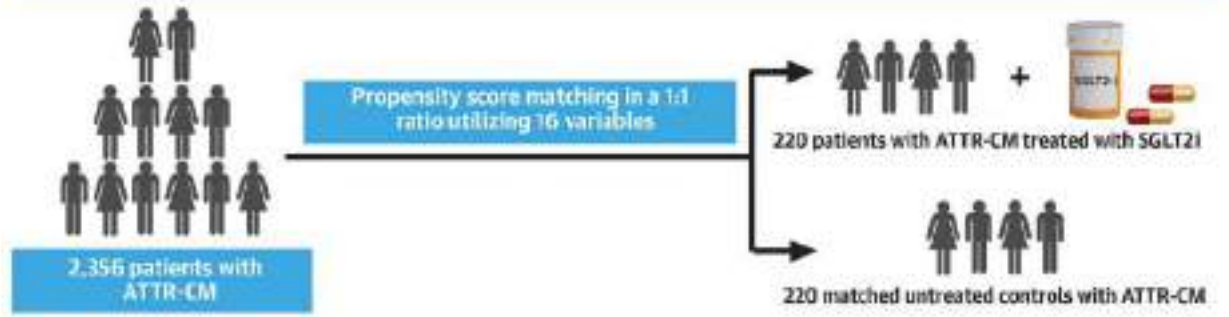 Propensity score matching in a 1:1
ratio utilizing 16 variables
+
SGLT2-i
220 patients with ATTR-CM treated with SGLT2i
2,356 patients with
ATTR-CM
220 matched untreated controls with ATTR-CM